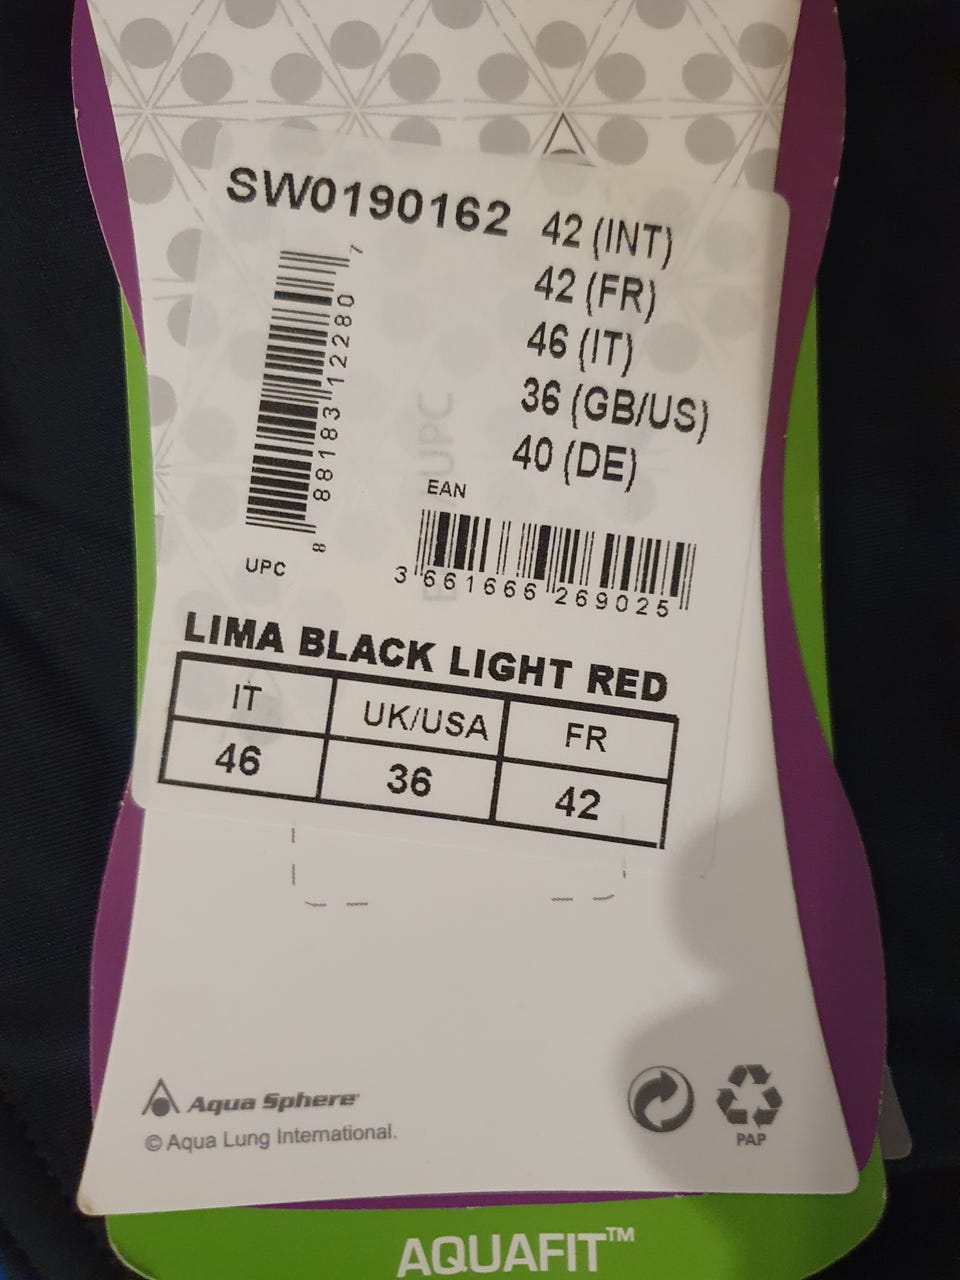 SW0190162
42 (INT)
42 (FR)
46 (IT)
36 (GB/US)
40 (DE)
8 88183 12280 7
UPC
EAN
3 661666 269025
LIMA BLACK LIGHT RED
IT UK/USA FR
46 36 42
Aqua Sphere
© Aqua Lung International.
PAP
AQUAFIT™